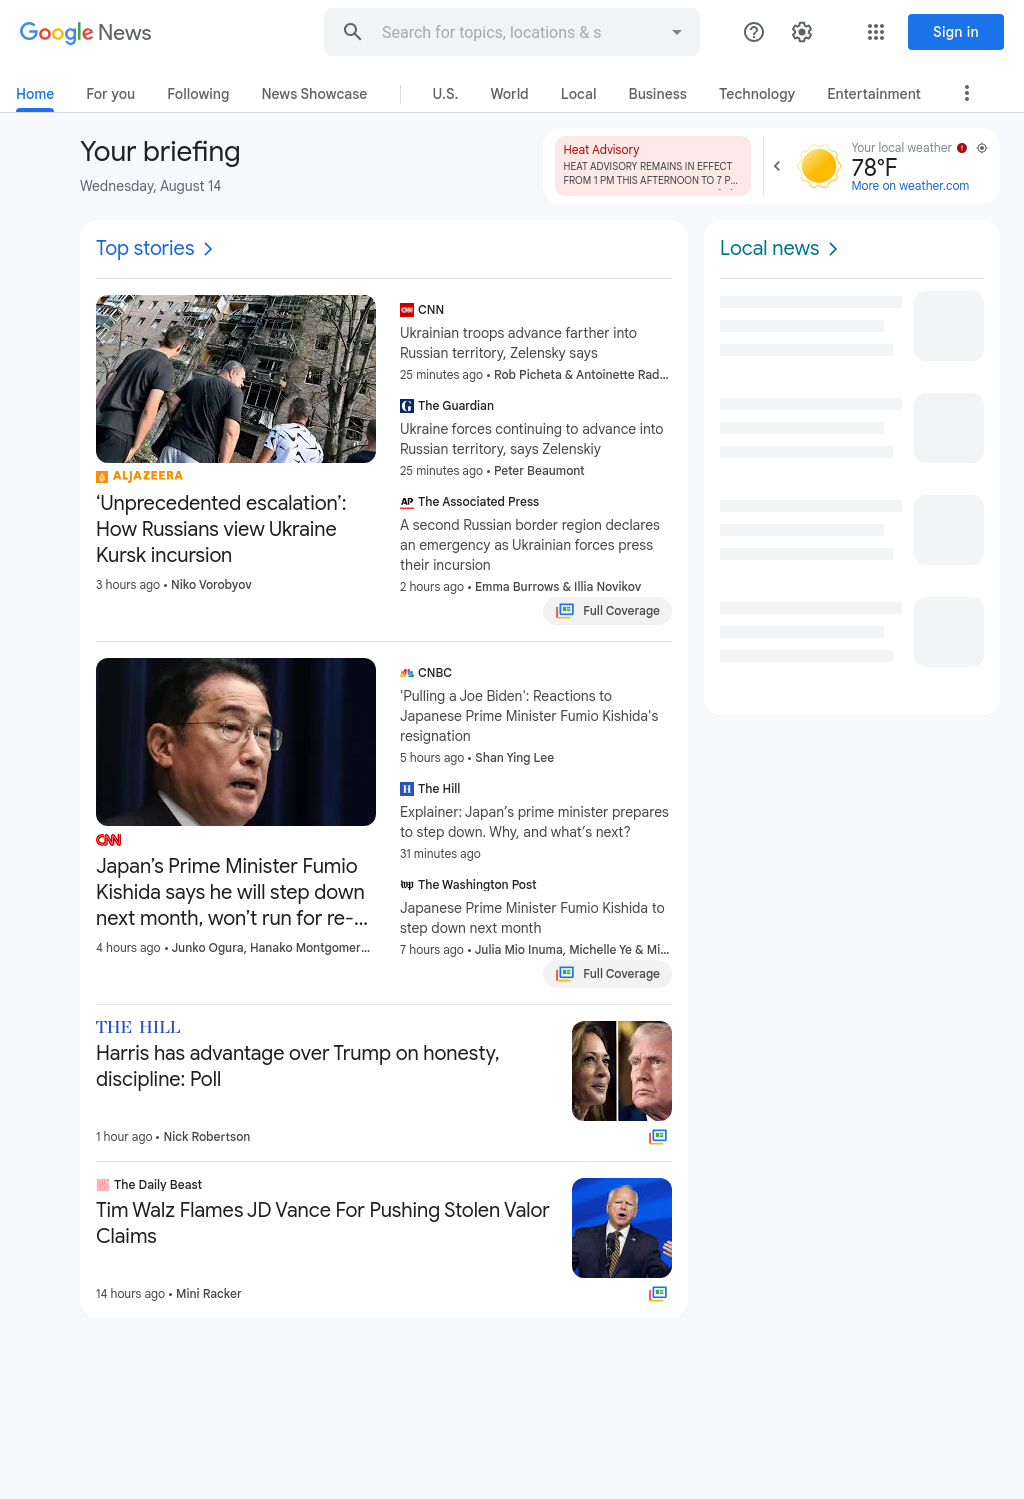 Google News
Search for topics, locations & s
Sign in
Home
For you
Following
News Showcase
U.S.
World
Local
Business
Technology
Entertainment
Your briefing
Wednesday, August 14
Heat Advisory
HEAT ADVISORY REMAINS IN EFFECT
FROM 1 PM THIS AFTERNOON TO 7 P...
Your local weather
78°F
More on weather.com
Top stories
ALJAZEERA
‘Unprecedented escalation’:
How Russians view Ukraine
Kursk incursion
3 hours ago • Niko Vorobyov
CNN
Ukrainian troops advance farther into
Russian territory, Zelensky says
25 minutes ago • Rob Picheta & Antoinette Rad...
The Guardian
Ukraine forces continuing to advance into
Russian territory, says Zelenskiy
25 minutes ago • Peter Beaumont
AP The Associated Press
A second Russian border region declares
an emergency as Ukrainian forces press
their incursion
2 hours ago • Emma Burrows & Illia Novikov
Full Coverage
CNN
Japan’s Prime Minister Fumio
Kishida says he will step down
next month, won’t run for re-...
4 hours ago • Junko Ogura, Hanako Montgomer...
CNBC
'Pulling a Joe Biden': Reactions to
Japanese Prime Minister Fumio Kishida's
resignation
5 hours ago • Shan Ying Lee
H The Hill
Explainer: Japan’s prime minister prepares
to step down. Why, and what’s next?
31 minutes ago
wp The Washington Post
Japanese Prime Minister Fumio Kishida to
step down next month
7 hours ago • Julia Mio Inuma, Michelle Ye & Mi...
Full Coverage
THE HILL
Harris has advantage over Trump on honesty,
discipline: Poll
1 hour ago • Nick Robertson
The Daily Beast
Tim Walz Flames JD Vance For Pushing Stolen Valor
Claims
14 hours ago • Mini Racker
Local news